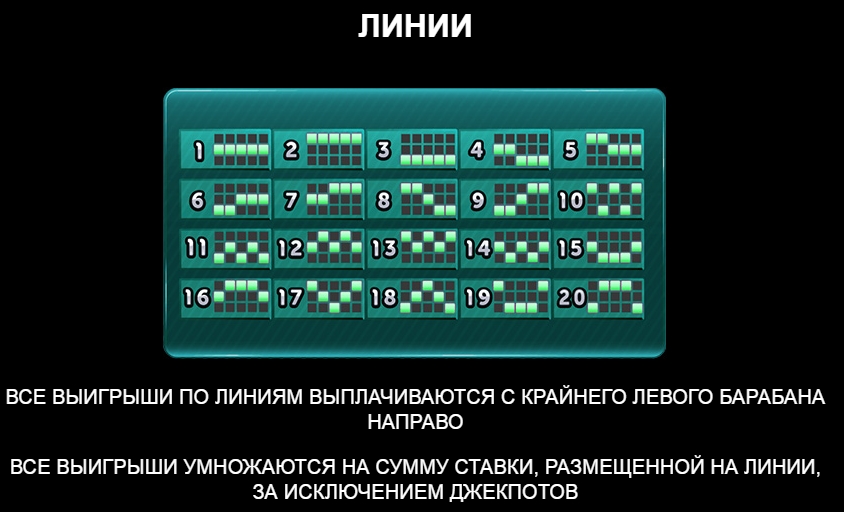 ЛИНИИ
1 2 3 4 5
6 7 8 9 10
11 12 13 14 15
16 17 18 19 20
ВСЕ ВЫИГРЫШИ ПО ЛИНИЯМ ВЫПЛАЧИВАЮТСЯ С КРАЙНЕГО ЛЕВОГО БАРАБАНА
НАПРАВО
ВСЕ ВЫИГРЫШИ УМНОЖАЮТСЯ НА СУММУ СТАВКИ, РАЗМЕЩЕННОЙ НА ЛИНИИ,
ЗА ИСКЛЮЧЕНИЕМ ДЖЕКПОТОВ